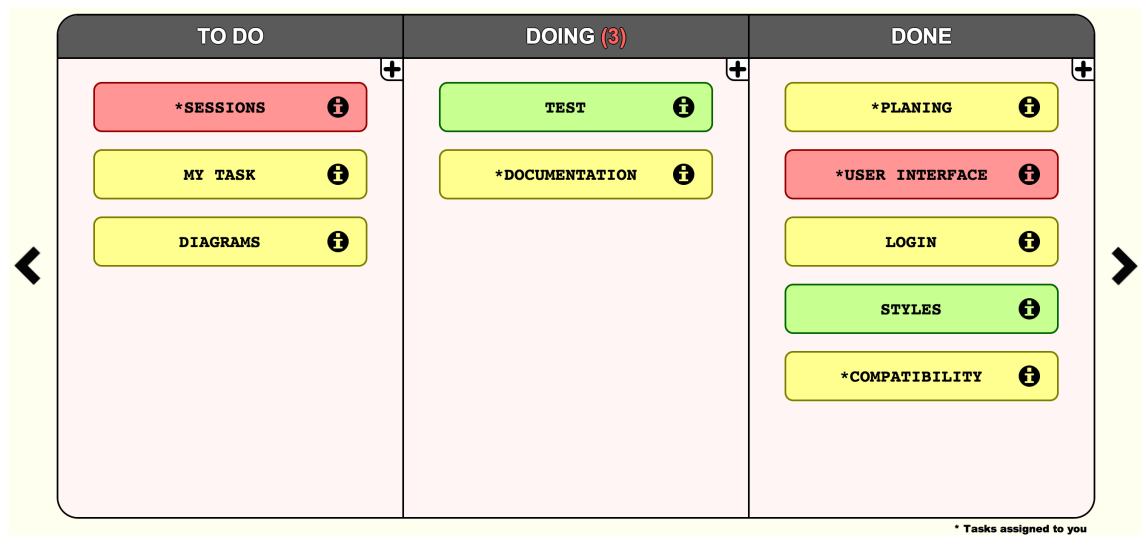 TO DO
DOING (3)
DONE
*SESSIONS
MY TASK
DIAGRAMS
TEST
*DOCUMENTATION
*PLANING
*USER INTERFACE
LOGIN
STYLES
*COMPATIBILITY
* Tasks assigned to you